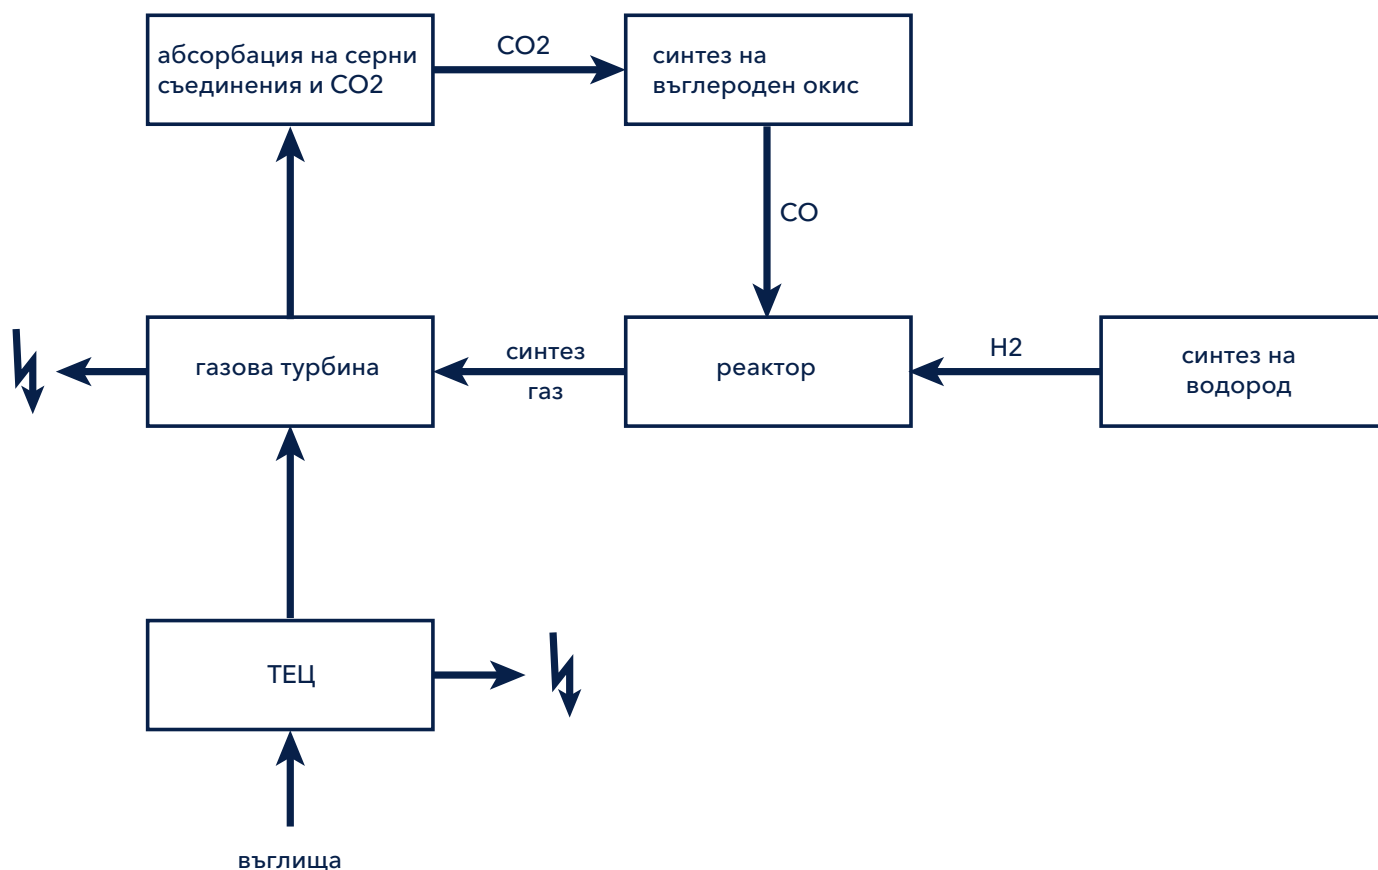 абсорбация на серни
съединения и CO2
CO2
синтез на
въглероден окис
CO
газова турбина
синтез
газ
реактор
H2
синтез на
водород
ТЕЦ
въглища